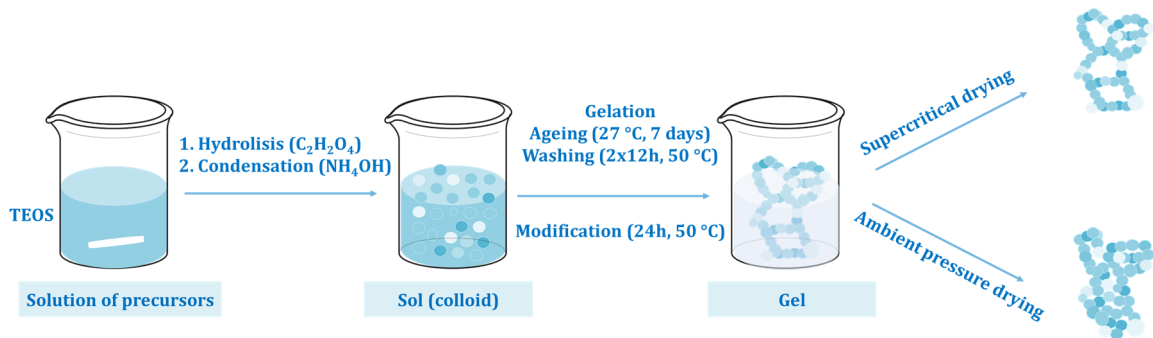 TEOS
Solution of precursors
1. Hydrolisis (C₂H₂O₄)
2. Condensation (NH₄OH)
Sol (colloid)
Gelation
Ageing (27 °C, 7 days)
Washing (2x12h, 50 °C)
Modification (24h, 50 °C)
Gel
Supercritical drying
Ambient pressure drying